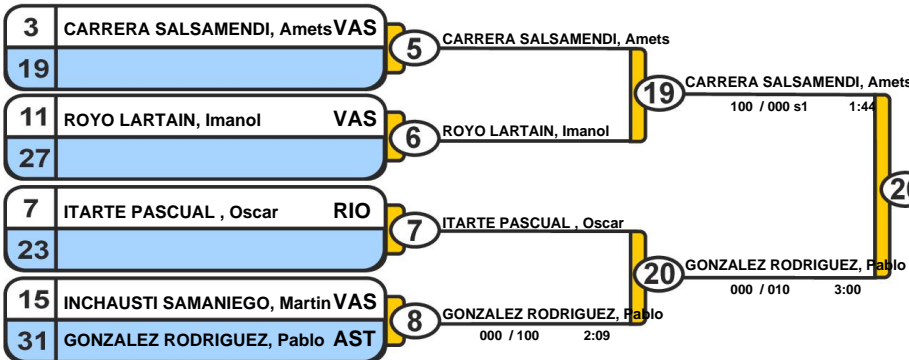 3 CARRERA SALSAMENDI, Amets VAS
19
5 CARRERA SALSAMENDI, Amets
11 ROYO LARTAIN, Imanol VAS
27
6 ROYO LARTAIN, Imanol
19 CARRERA SALSAMENDI, Amets
100 / 000 s1 1:44
7 ITARTE PASCUAL , Oscar RIO
23
7 ITARTE PASCUAL , Oscar
15 INCHAUSTI SAMANIEGO, Martin VAS
31 GONZALEZ RODRIGUEZ, Pablo AST
8 GONZALEZ RODRIGUEZ, Pablo
000 / 100 2:09
20 GONZALEZ RODRIGUEZ, Pablo
000 / 010 3:00